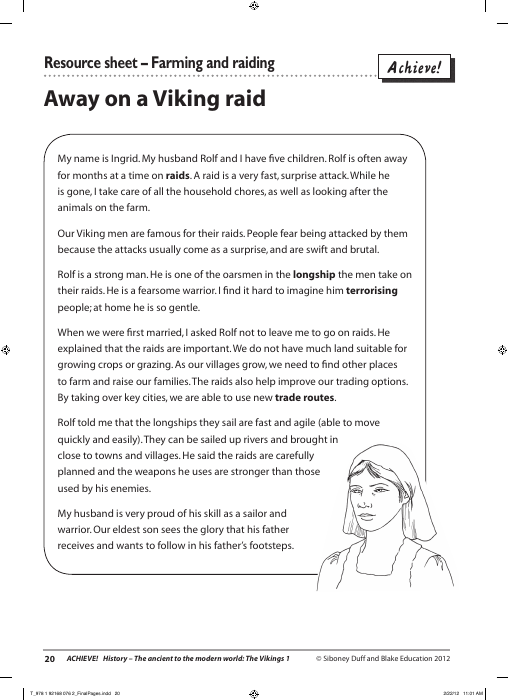 Resource sheet – Farming and raiding
Achieve!
Away on a Viking raid
My name is Ingrid. My husband Rolf and I have five children. Rolf is often away
for months at a time on raids. A raid is a very fast, surprise attack. While he
is gone, I take care of all the household chores, as well as looking after the
animals on the farm.
Our Viking men are famous for their raids. People fear being attacked by them
because the attacks usually come as a surprise, and are swift and brutal.
Rolf is a strong man. He is one of the oarsmen in the longship the men take on
their raids. He is a fearsome warrior. I find it hard to imagine him terrorising
people; at home he is so gentle.
When we were first married, I asked Rolf not to leave me to go on raids. He
explained that the raids are important. We do not have much land suitable for
growing crops or grazing. As our villages grow, we need to find other places
to farm and raise our families. The raids also help improve our trading options.
By taking over key cities, we are able to use new trade routes.
Rolf told me that the longships they sail are fast and agile (able to move
quickly and easily). They can be sailed up rivers and brought in
close to towns and villages. He said the raids are carefully
planned and the weapons he uses are stronger than those
used by his enemies.
My husband is very proud of his skill as a sailor and
warrior. Our eldest son sees the glory that his father
receives and wants to follow in his father's footsteps.
20 ACHIEVE! History – The ancient to the modern world: The Vikings 1 © Siboney Duff and Blake Education 2012